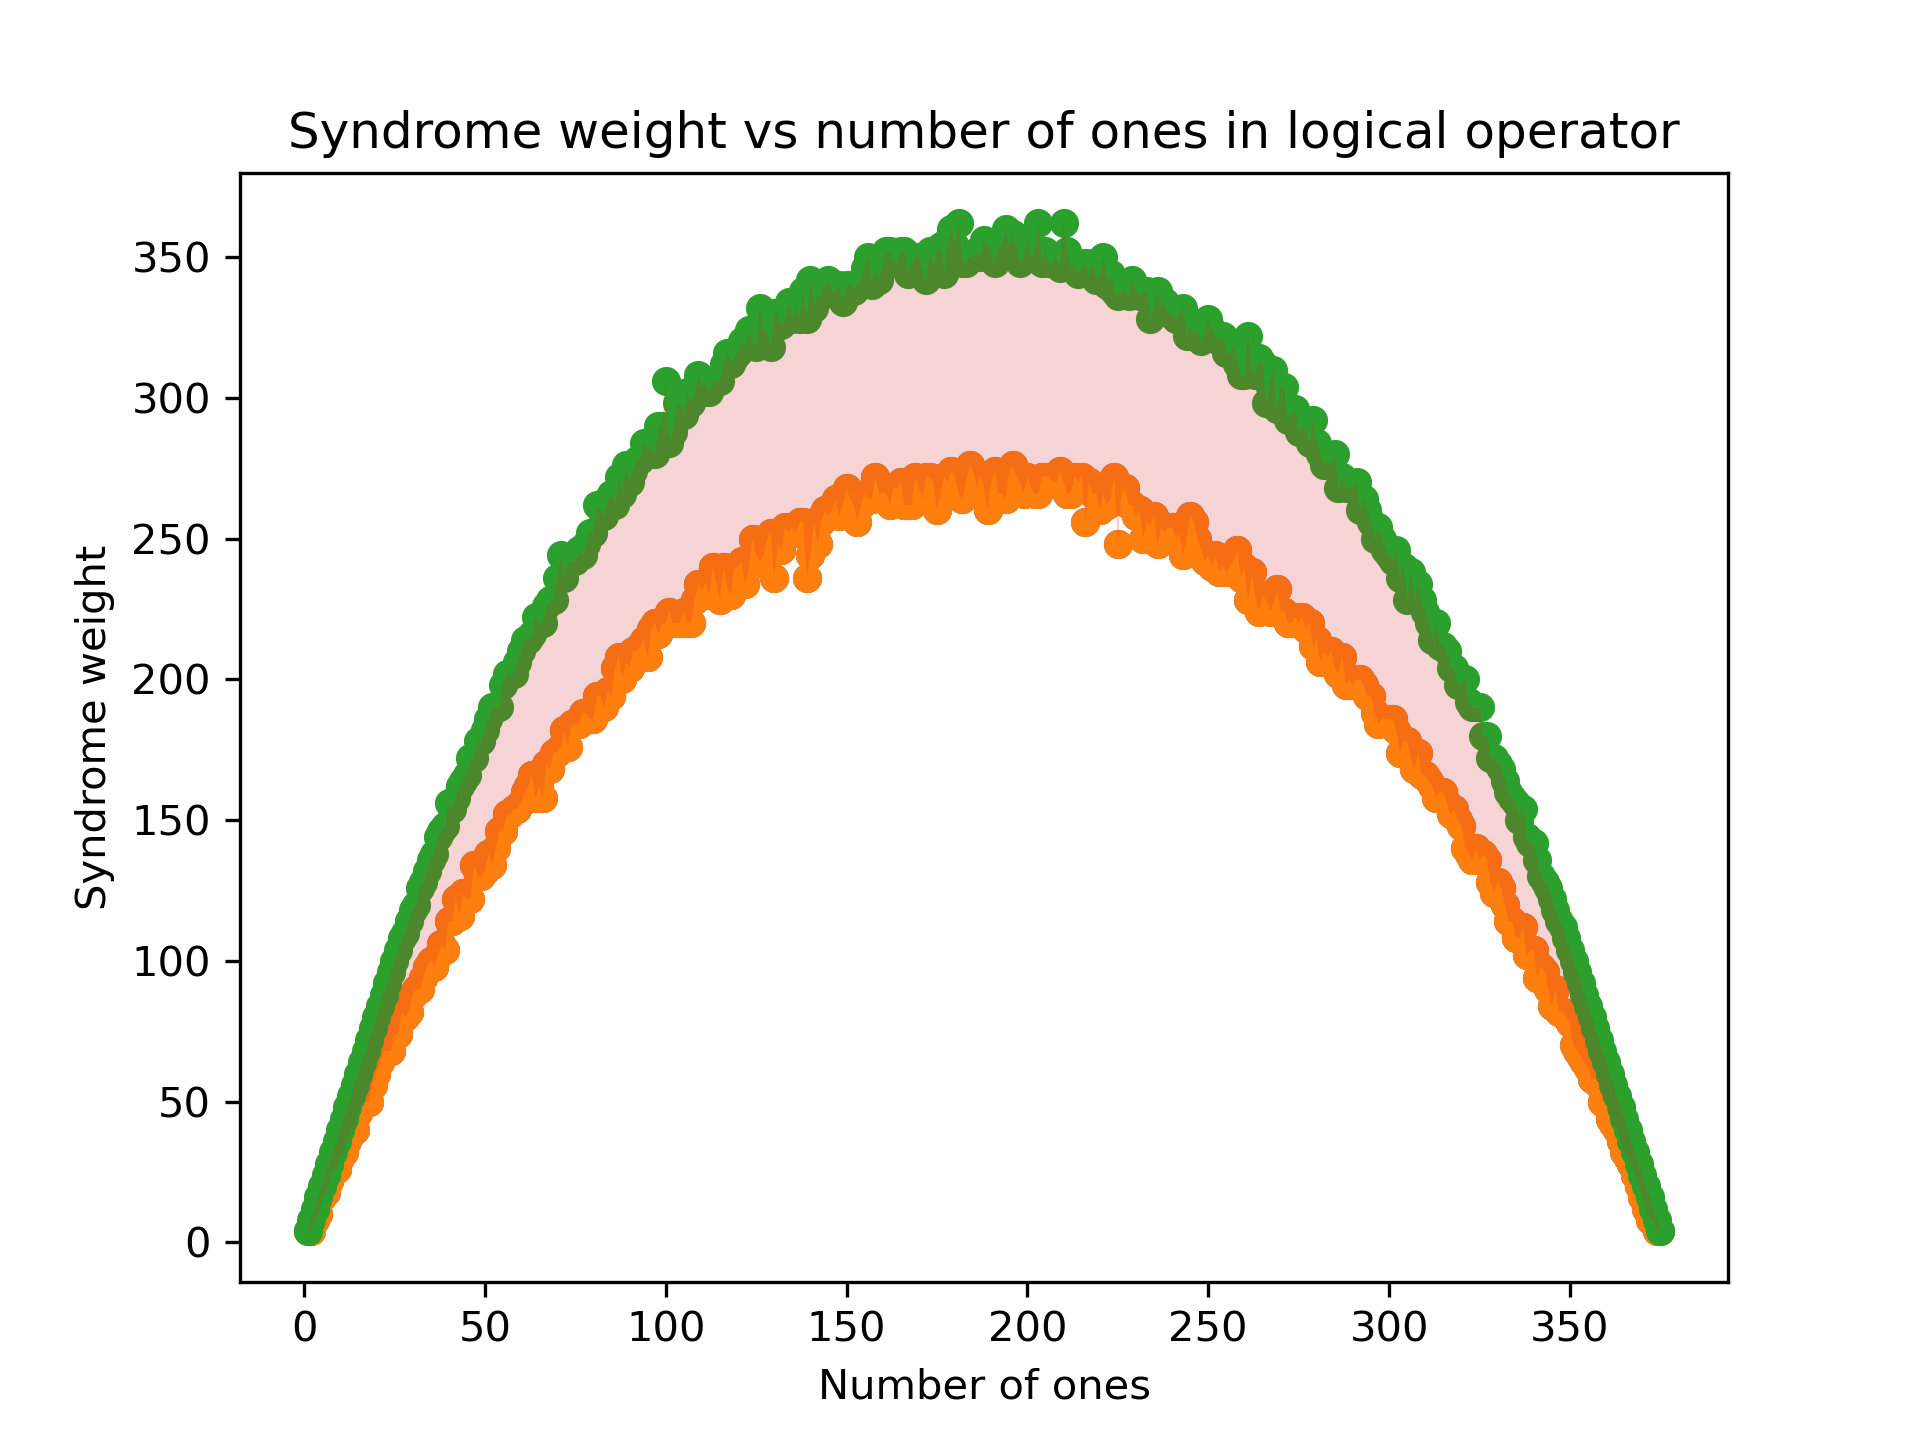 Syndrome weight vs number of ones in logical operator
350
300
250
200
150
100
50
0
Syndrome weight
0 50 100 150 200 250 300 350
Number of ones